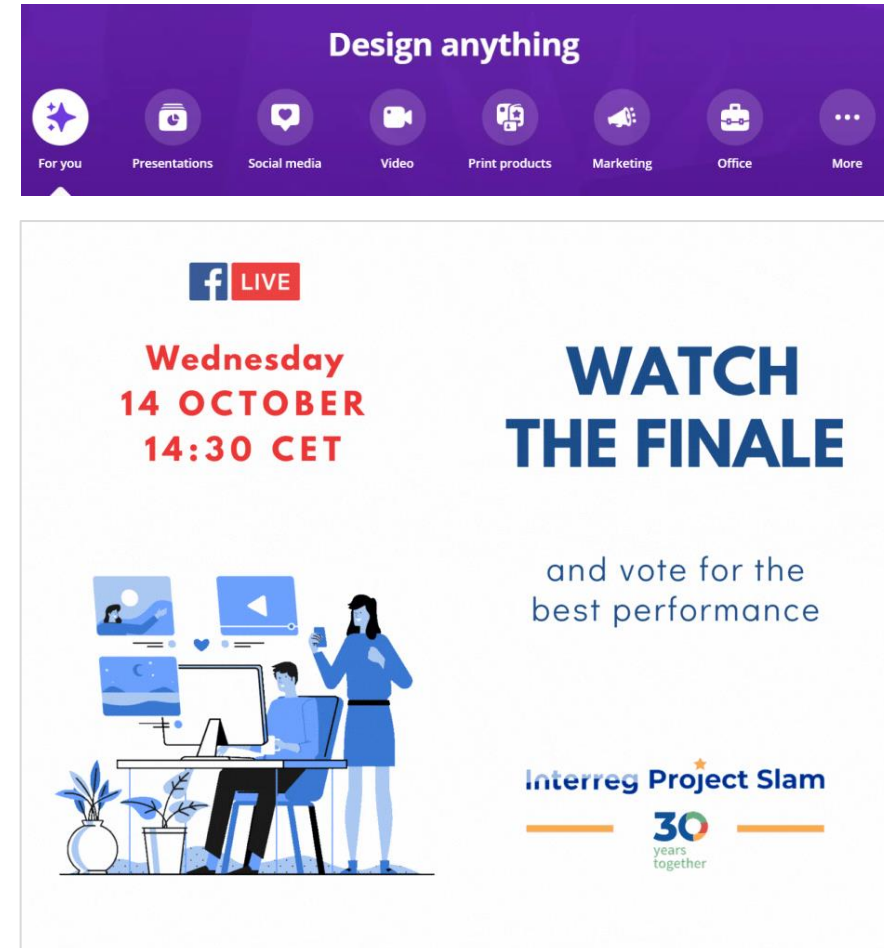 Design anything
For you Presentations Social media Video Print products Marketing Office More
f LIVE
Wednesday
14 OCTOBER
14:30 CET
WATCH
THE FINALE
and vote for the
best performance
Interreg Project Slam
30
years
together